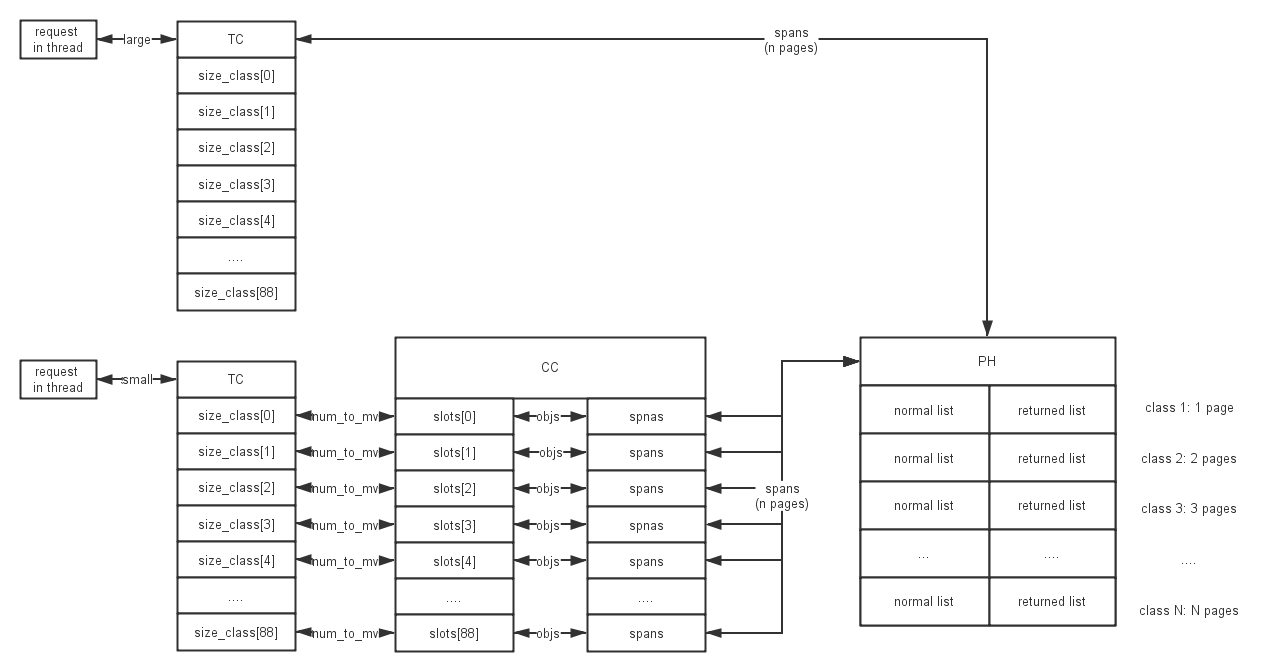 request
in thread
large
TC
spans
(n pages)
size_class[0]
size_class[1]
size_class[2]
size_class[3]
size_class[4]
....
size_class[88]
request
in thread
small
TC
size_class[0]
size_class[1]
size_class[2]
size_class[3]
size_class[4]
....
size_class[88]
num_to_mv
num_to_mv
num_to_mv
num_to_mv
num_to_mv
num_to_mv
CC
slots[0]
slots[1]
slots[2]
slots[3]
slots[4]
....
slots[88]
objs
objs
objs
objs
objs
objs
spnas
spans
spans
spnas
spans
....
spans
spans
(n pages)
PH
normal list
returned list
class 1: 1 page
normal list
returned list
class 2: 2 pages
normal list
returned list
class 3: 3 pages
...
....
....
normal list
returned list
class N: N pages